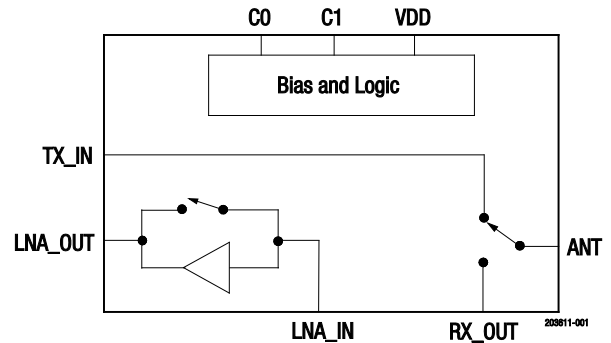 C0 C1 VDD
Bias and Logic
TX_IN
LNA_OUT
ANT
LNA_IN
RX_OUT
203611-001